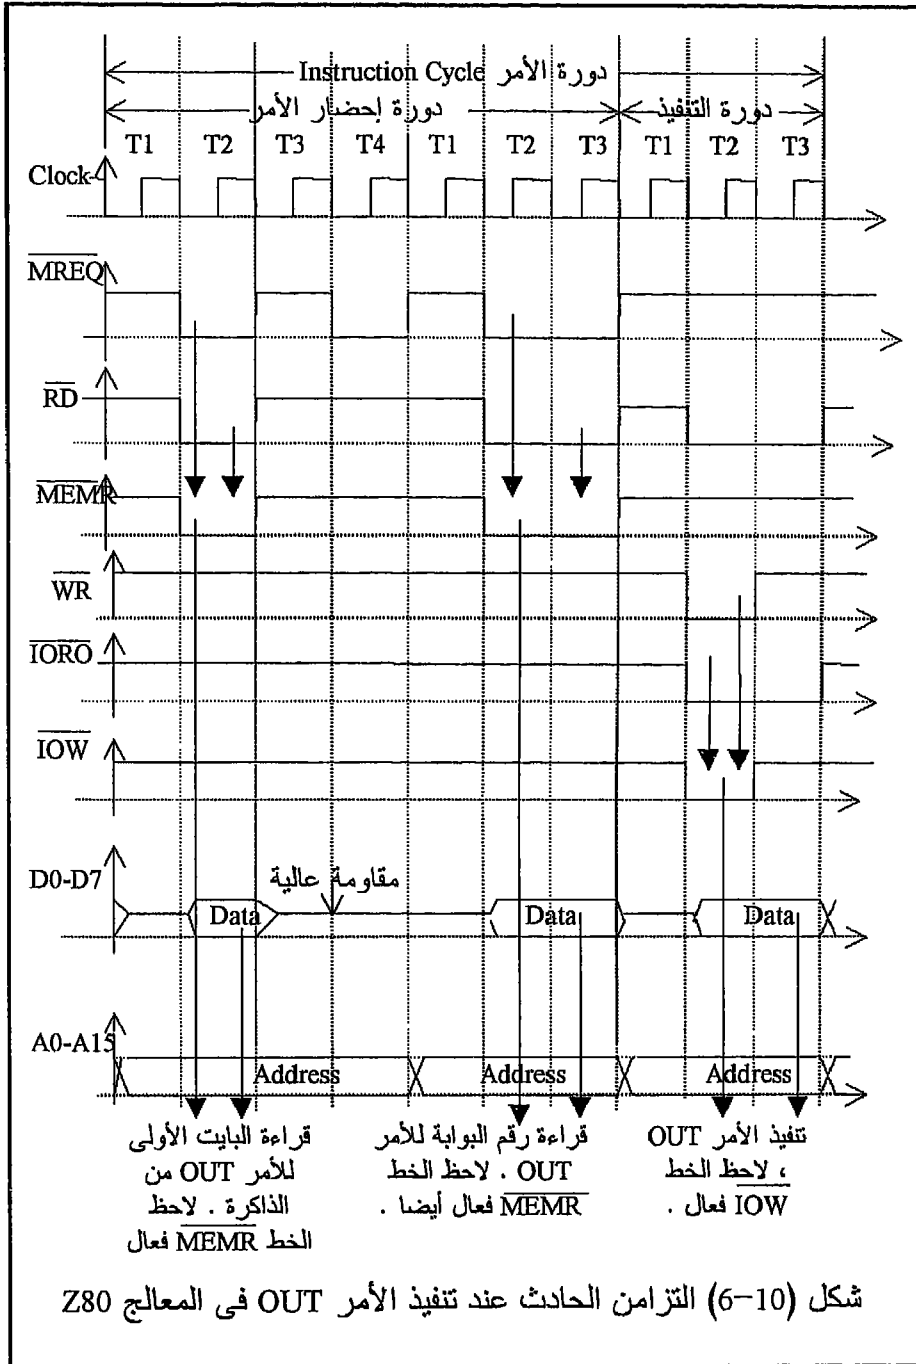 دورة الأمر Instruction Cycle
دورة إحضار الأمر
دورة التنفيذ
T1 T2 T3 T4 T1 T2 T3 T1 T2 T3
Clock
MREQ
RD
MEMR
WR
IORO
IOW
مقاومة عالية
D0-D7
Data Data Data
A0-A15
Address Address Address
قراءة البايت الأولى
للأمر OUT من
الذاكرة . لاحظ
الخط MEMR فعال
قراءة رقم البوابة للأمر
OUT . لاحظ الخط
MEMR فعال أيضا .
تنفيذ الأمر OUT
، لاحظ الخط
IOW فعال .
شكل (10-6) التزامن الحادث عند تنفيذ الأمر OUT فى المعالج Z80